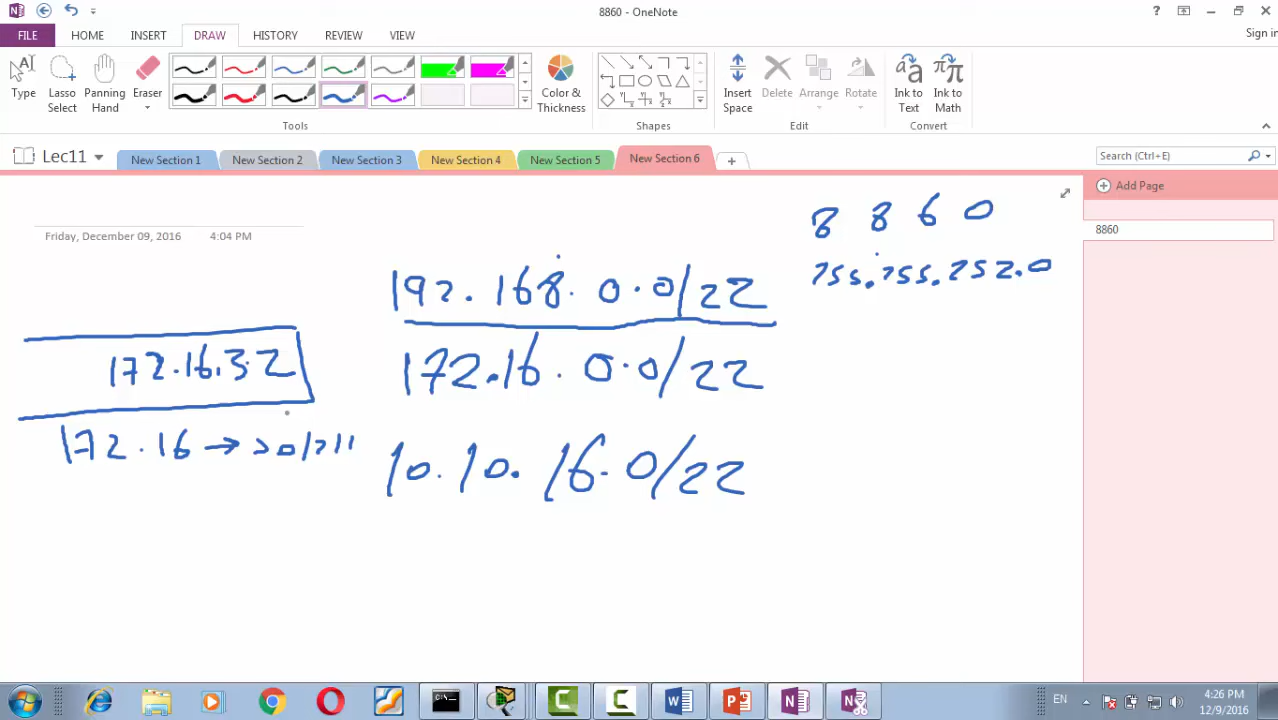 8860 - OneNote
Sign in
FILE HOME INSERT DRAW HISTORY REVIEW VIEW
Type
Lasso Select
Panning Hand
Eraser
Color & Thickness
Insert Space
Delete
Arrange
Rotate
Ink to Text
Ink to Math
Tools
Shapes
Edit
Convert
Lec11
New Section 1
New Section 2
New Section 3
New Section 4
New Section 5
New Section 6
Search (Ctrl+E)
Add Page
8860
Friday, December 09, 2016 4:04 PM
8 8 6 0
255.255.252.0
192.168.0.0/22
172.16.3.2
172.16.0.0/22
172.16 →
10.10.16.0/22
EN
4:26 PM
12/9/2016